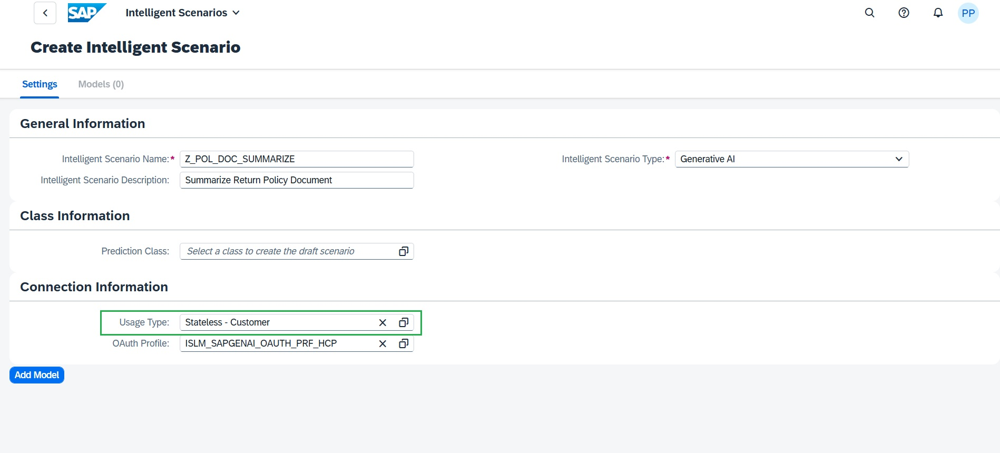 SAP Intelligent Scenarios PP
Create Intelligent Scenario
Settings Models (0)
General Information
Intelligent Scenario Name:* Z_POL_DOC_SUMMARIZE Intelligent Scenario Type:* Generative AI
Intelligent Scenario Description: Summarize Return Policy Document
Class Information
Prediction Class: Select a class to create the draft scenario
Connection Information
Usage Type: Stateless - Customer
OAuth Profile: ISLM_SAPGENAI_OAUTH_PRF_HCP
Add Model